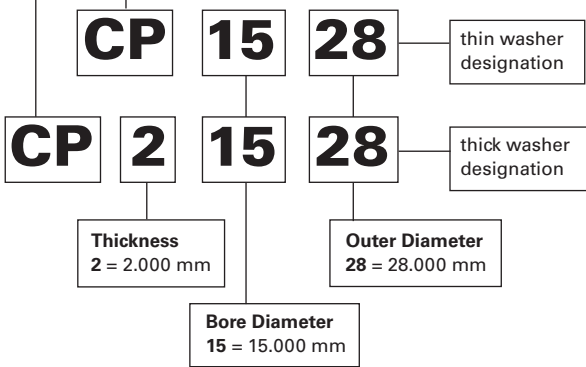 CP 15 28
thin washer
designation
CP 2 15 28
thick washer
designation
Thickness
2 = 2.000 mm
Outer Diameter
28 = 28.000 mm
Bore Diameter
15 = 15.000 mm